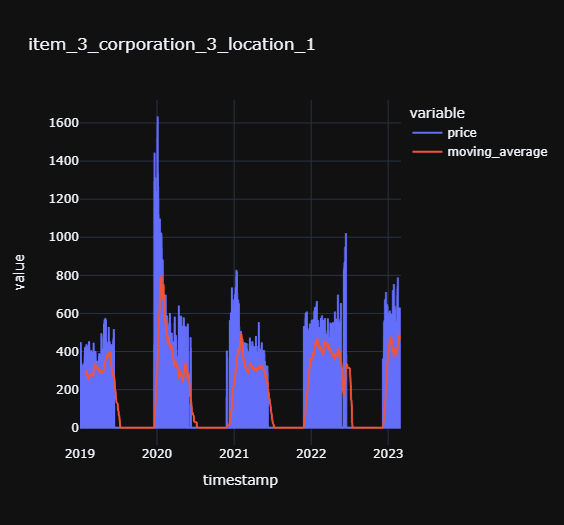 item_3_corporation_3_location_1
variable
price
moving_average
1600
1400
1200
1000
800
600
400
200
0
value
2019 2020 2021 2022 2023
timestamp